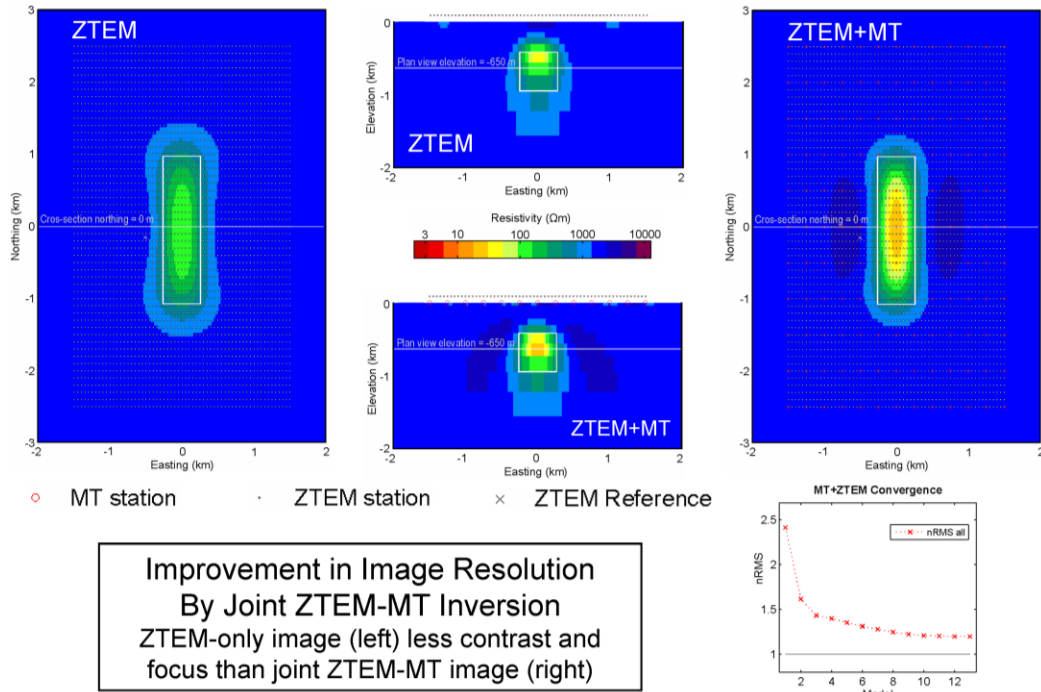 ZTEM
3
2
1
0
-1
-2
-3
-2
-1
0
1
2
Northing (km)
Easting (km)
Cros-section northing = 0 m
0
-1
-2
-2
-1
0
1
2
Elevation (km)
Easting (km)
Plan view elevation = -650 m
ZTEM
Resistivity (Ωm)
3 10 100 1000 10000
0
-1
-2
-2
-1
0
1
2
Elevation (km)
Easting (km)
Plan view elevation = -650 m
ZTEM+MT
ZTEM+MT
3
2
1
0
-1
-2
-3
-2
-1
0
1
2
Northing (km)
Easting (km)
Cros-section northing = 0 m
MT station
ZTEM station
ZTEM Reference
Improvement in Image Resolution
By Joint ZTEM-MT Inversion
ZTEM-only image (left) less contrast and
focus than joint ZTEM-MT image (right)
MT+ZTEM Convergence
nRMS all
nRMS
2.5
2
1.5
1
2 4 6 8 10 12
Model